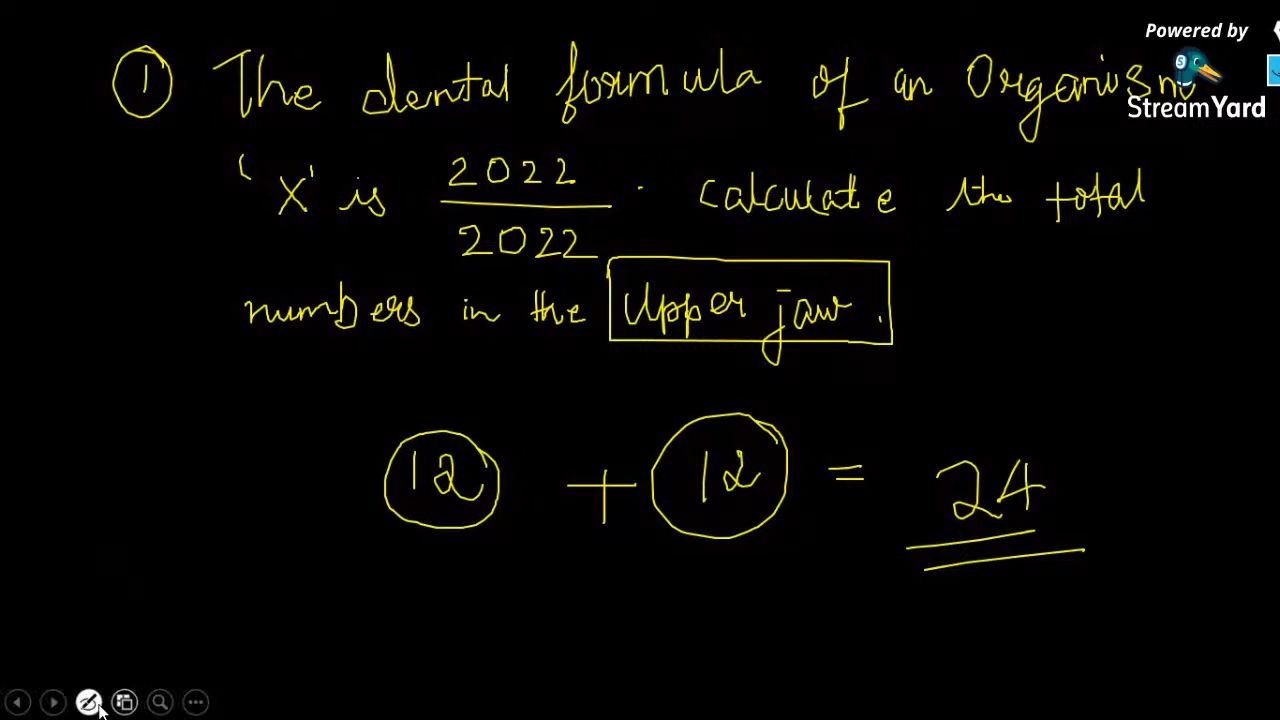 Powered by
StreamYard
① The dental formula of an Organism
'X' is 2022/2022 . calculate the total
numbers in the Upper jaw.
12 + 12 = 24